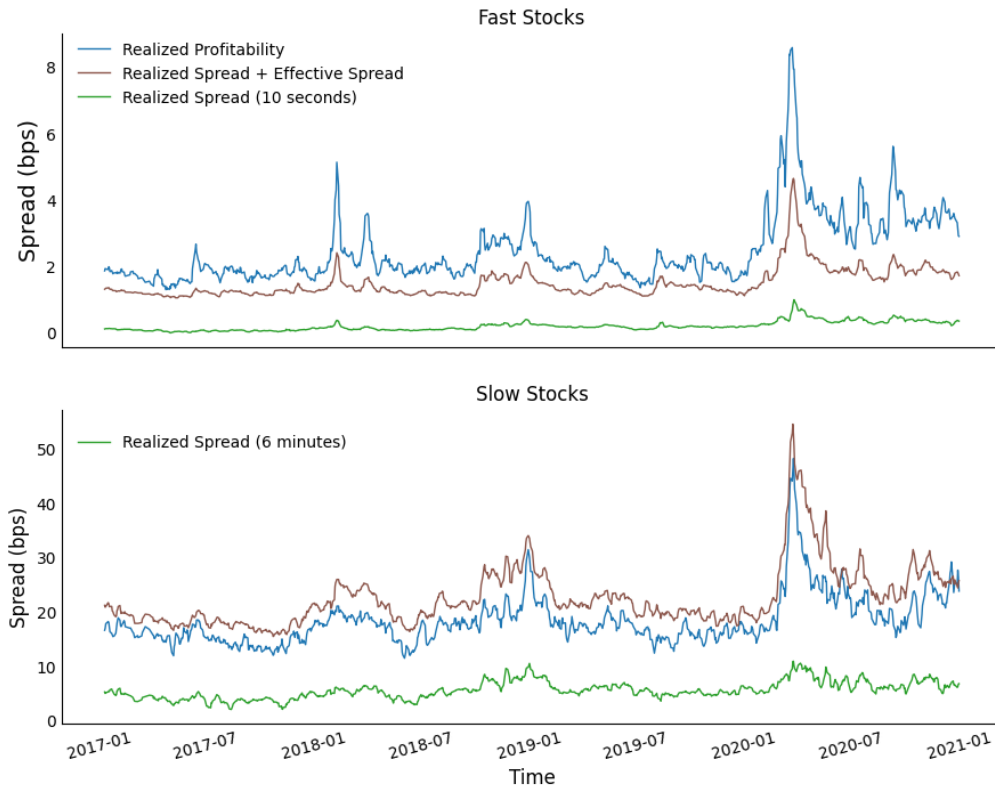 Fast Stocks
Realized Profitability
Realized Spread + Effective Spread
Realized Spread (10 seconds)
Spread (bps)
8
6
4
2
0
Slow Stocks
Realized Spread (6 minutes)
Spread (bps)
50
40
30
20
10
0
2017-01 2017-07 2018-01 2018-07 2019-01 2019-07 2020-01 2020-07 2021-01
Time